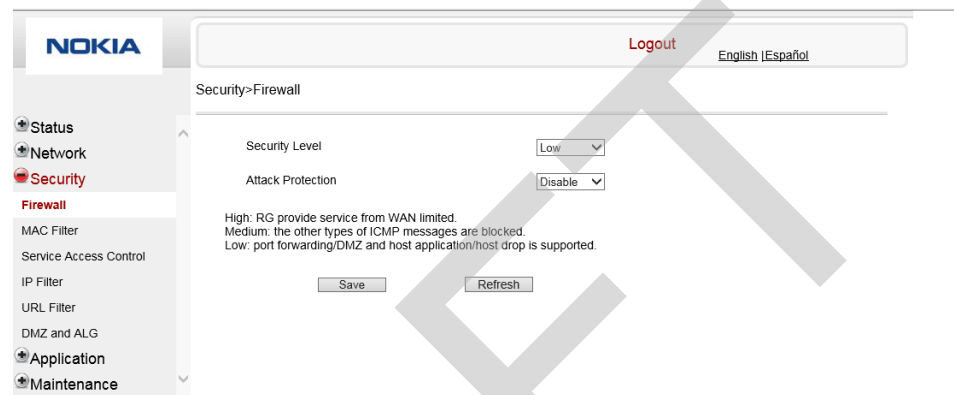 NOKIA
Logout
English |Español
Security>Firewall
Status
Network
Security
Firewall
MAC Filter
Service Access Control
IP Filter
URL Filter
DMZ and ALG
Application
Maintenance
Security Level
Low
Attack Protection
Disable
High: RG provide service from WAN limited.
Medium: the other types of ICMP messages are blocked.
Low: port forwarding/DMZ and host application/host drop is supported.
Save
Refresh